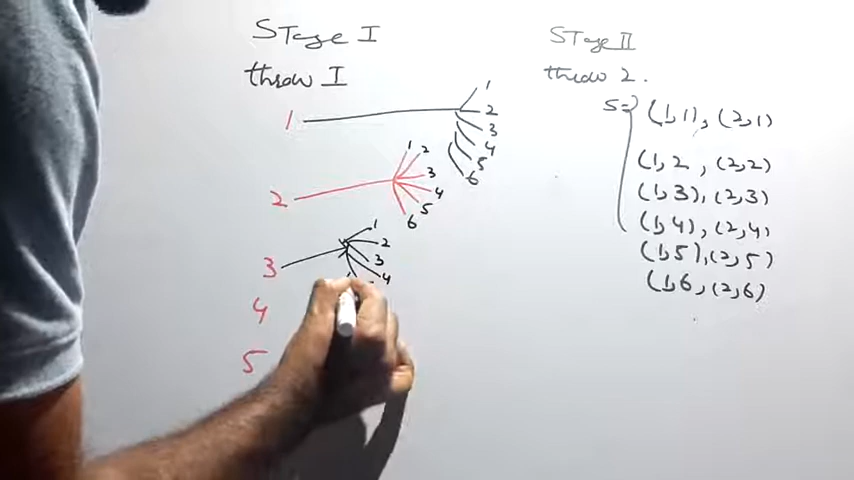 Stage I
throw I
1 1
2
3
4
5
6
2 1 2
3
4
5
6
3 1
2
3
4
4
5
Stage II
throw 2.
S= (1,1), (2,1)
(1,2 , (2,2)
(1,3), (2,3)
(1,4), (2,4)
(1,5), (2,5)
(1,6, (2,6)